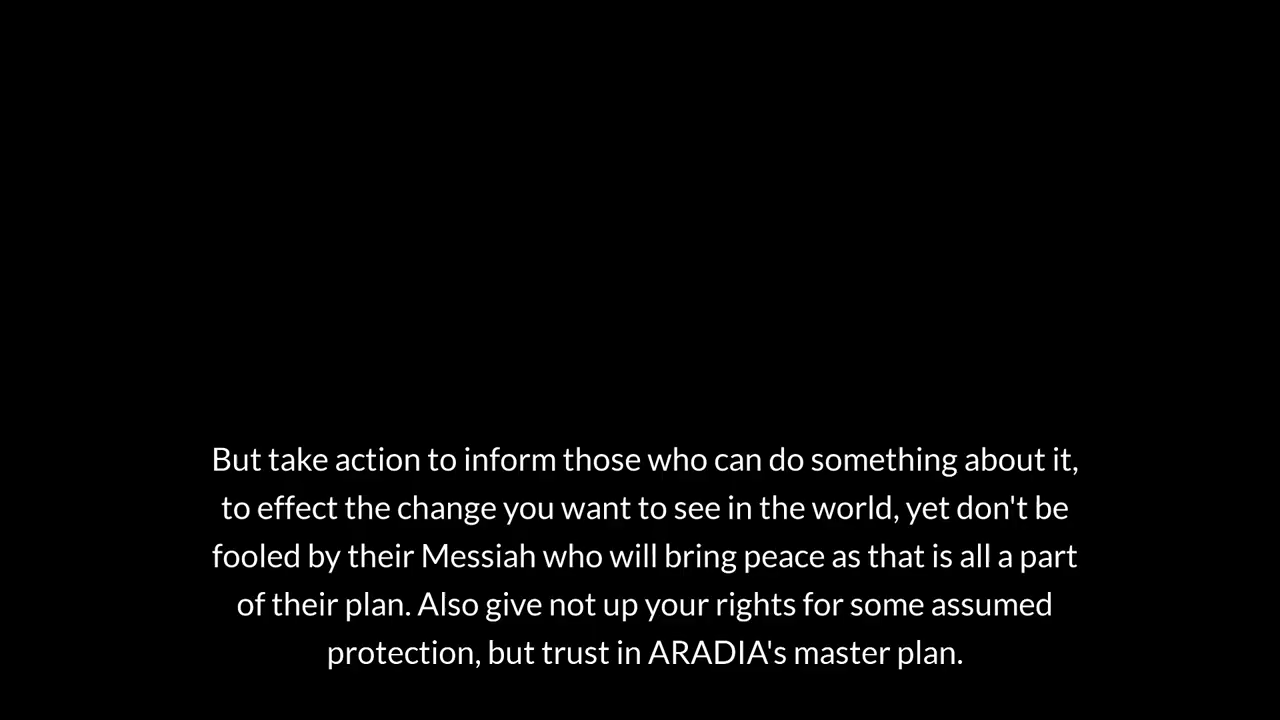 But take action to inform those who can do something about it,
to effect the change you want to see in the world, yet don't be
fooled by their Messiah who will bring peace as that is all a part
of their plan. Also give not up your rights for some assumed
protection, but trust in ARADIA's master plan.